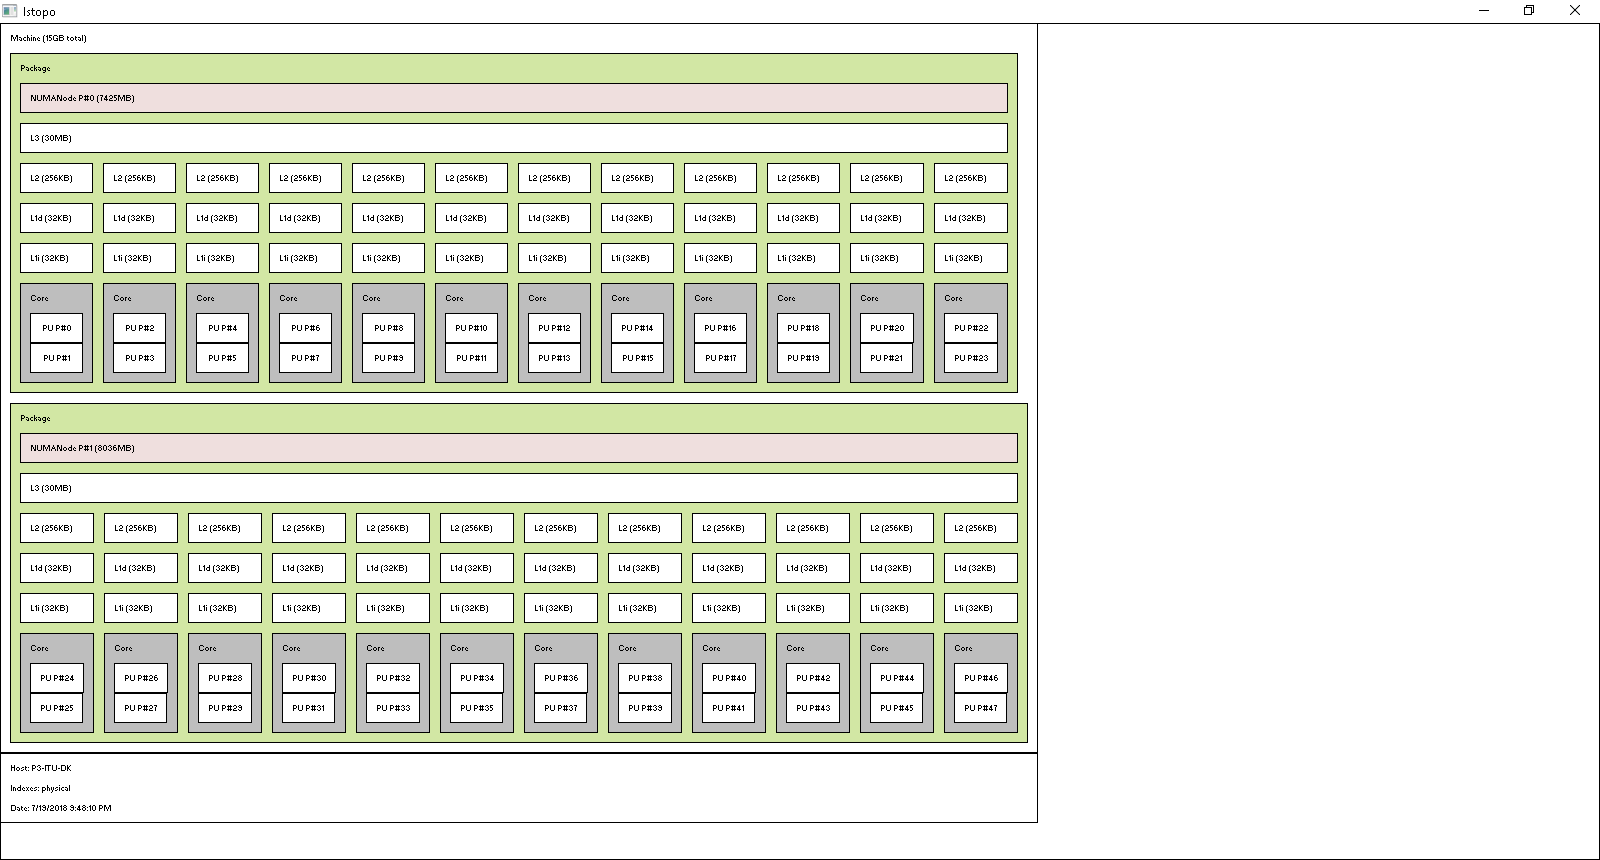 lstopo
Machine (15GB total)
Package
NUMANode P#0 (7425MB)
L3 (30MB)
L2 (256KB) L2 (256KB) L2 (256KB) L2 (256KB) L2 (256KB) L2 (256KB) L2 (256KB) L2 (256KB) L2 (256KB) L2 (256KB) L2 (256KB) L2 (256KB)
L1d (32KB) L1d (32KB) L1d (32KB) L1d (32KB) L1d (32KB) L1d (32KB) L1d (32KB) L1d (32KB) L1d (32KB) L1d (32KB) L1d (32KB) L1d (32KB)
L1i (32KB) L1i (32KB) L1i (32KB) L1i (32KB) L1i (32KB) L1i (32KB) L1i (32KB) L1i (32KB) L1i (32KB) L1i (32KB) L1i (32KB) L1i (32KB)
Core Core Core Core Core Core Core Core Core Core Core Core
PU P#0 PU P#2 PU P#4 PU P#6 PU P#8 PU P#10 PU P#12 PU P#14 PU P#16 PU P#18 PU P#20 PU P#22
PU P#1 PU P#3 PU P#5 PU P#7 PU P#9 PU P#11 PU P#13 PU P#15 PU P#17 PU P#19 PU P#21 PU P#23
Package
NUMANode P#1 (8036MB)
L3 (30MB)
L2 (256KB) L2 (256KB) L2 (256KB) L2 (256KB) L2 (256KB) L2 (256KB) L2 (256KB) L2 (256KB) L2 (256KB) L2 (256KB) L2 (256KB) L2 (256KB)
L1d (32KB) L1d (32KB) L1d (32KB) L1d (32KB) L1d (32KB) L1d (32KB) L1d (32KB) L1d (32KB) L1d (32KB) L1d (32KB) L1d (32KB) L1d (32KB)
L1i (32KB) L1i (32KB) L1i (32KB) L1i (32KB) L1i (32KB) L1i (32KB) L1i (32KB) L1i (32KB) L1i (32KB) L1i (32KB) L1i (32KB) L1i (32KB)
Core Core Core Core Core Core Core Core Core Core Core Core
PU P#24 PU P#26 PU P#28 PU P#30 PU P#32 PU P#34 PU P#36 PU P#38 PU P#40 PU P#42 PU P#44 PU P#46
PU P#25 PU P#27 PU P#29 PU P#31 PU P#33 PU P#35 PU P#37 PU P#39 PU P#41 PU P#43 PU P#45 PU P#47
Host: P3-ITU-DK
Indexes: physical
Date: 7/19/2018 9:48:10 PM